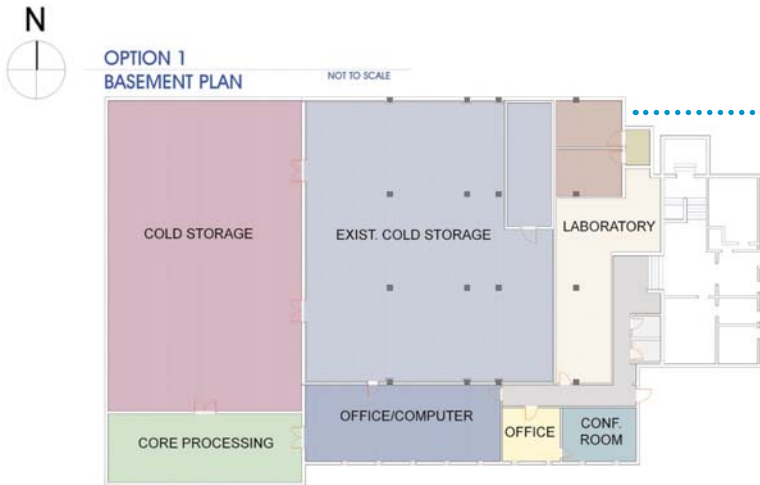 N
OPTION 1
BASEMENT PLAN
NOT TO SCALE
COLD STORAGE
EXIST. COLD STORAGE
LABORATORY
CORE PROCESSING
OFFICE/COMPUTER
OFFICE
CONF.
ROOM